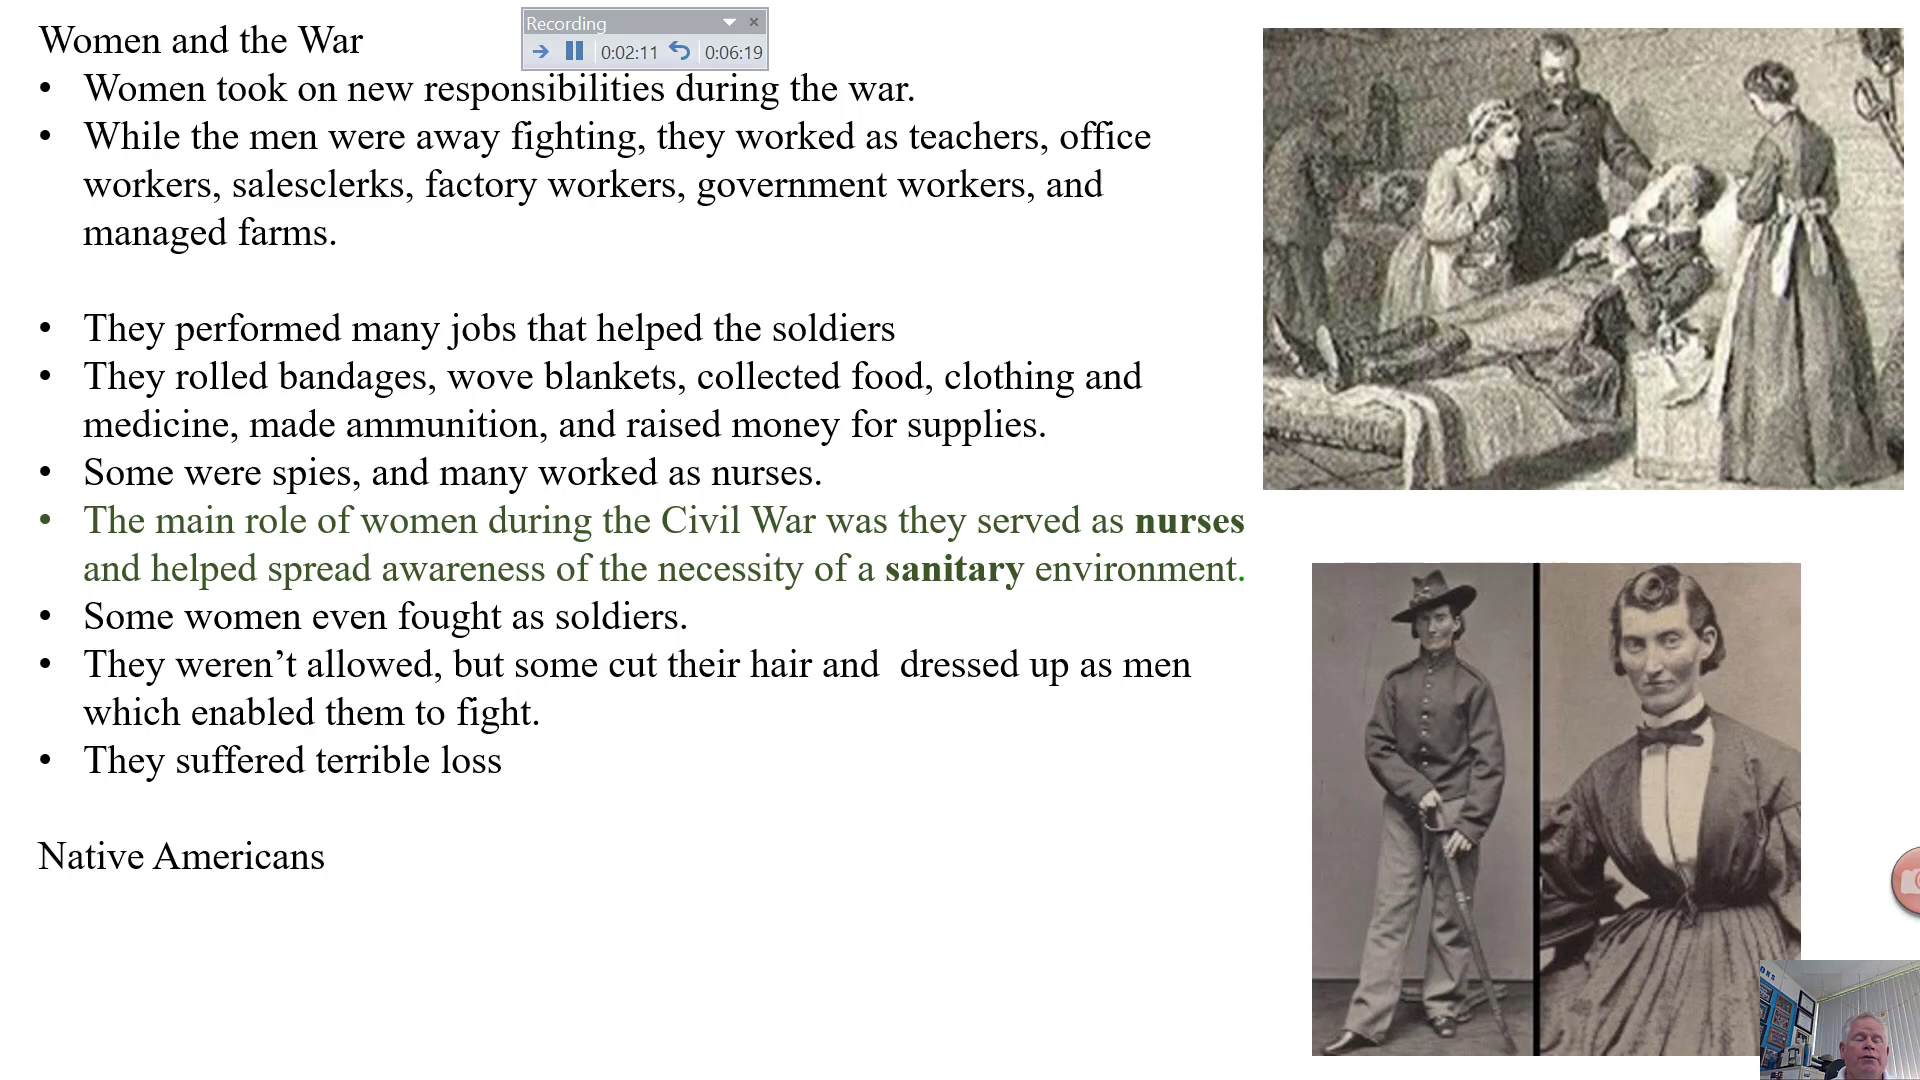 Recording
0:02:11 0:06:19
Women and the War
• Women took on new responsibilities during the war.
• While the men were away fighting, they worked as teachers, office
workers, salesclerks, factory workers, government workers, and
managed farms.
• They performed many jobs that helped the soldiers
• They rolled bandages, wove blankets, collected food, clothing and
medicine, made ammunition, and raised money for supplies.
• Some were spies, and many worked as nurses.
• The main role of women during the Civil War was they served as nurses
and helped spread awareness of the necessity of a sanitary environment.
• Some women even fought as soldiers.
• They weren’t allowed, but some cut their hair and  dressed up as men
which enabled them to fight.
• They suffered terrible loss
Native Americans